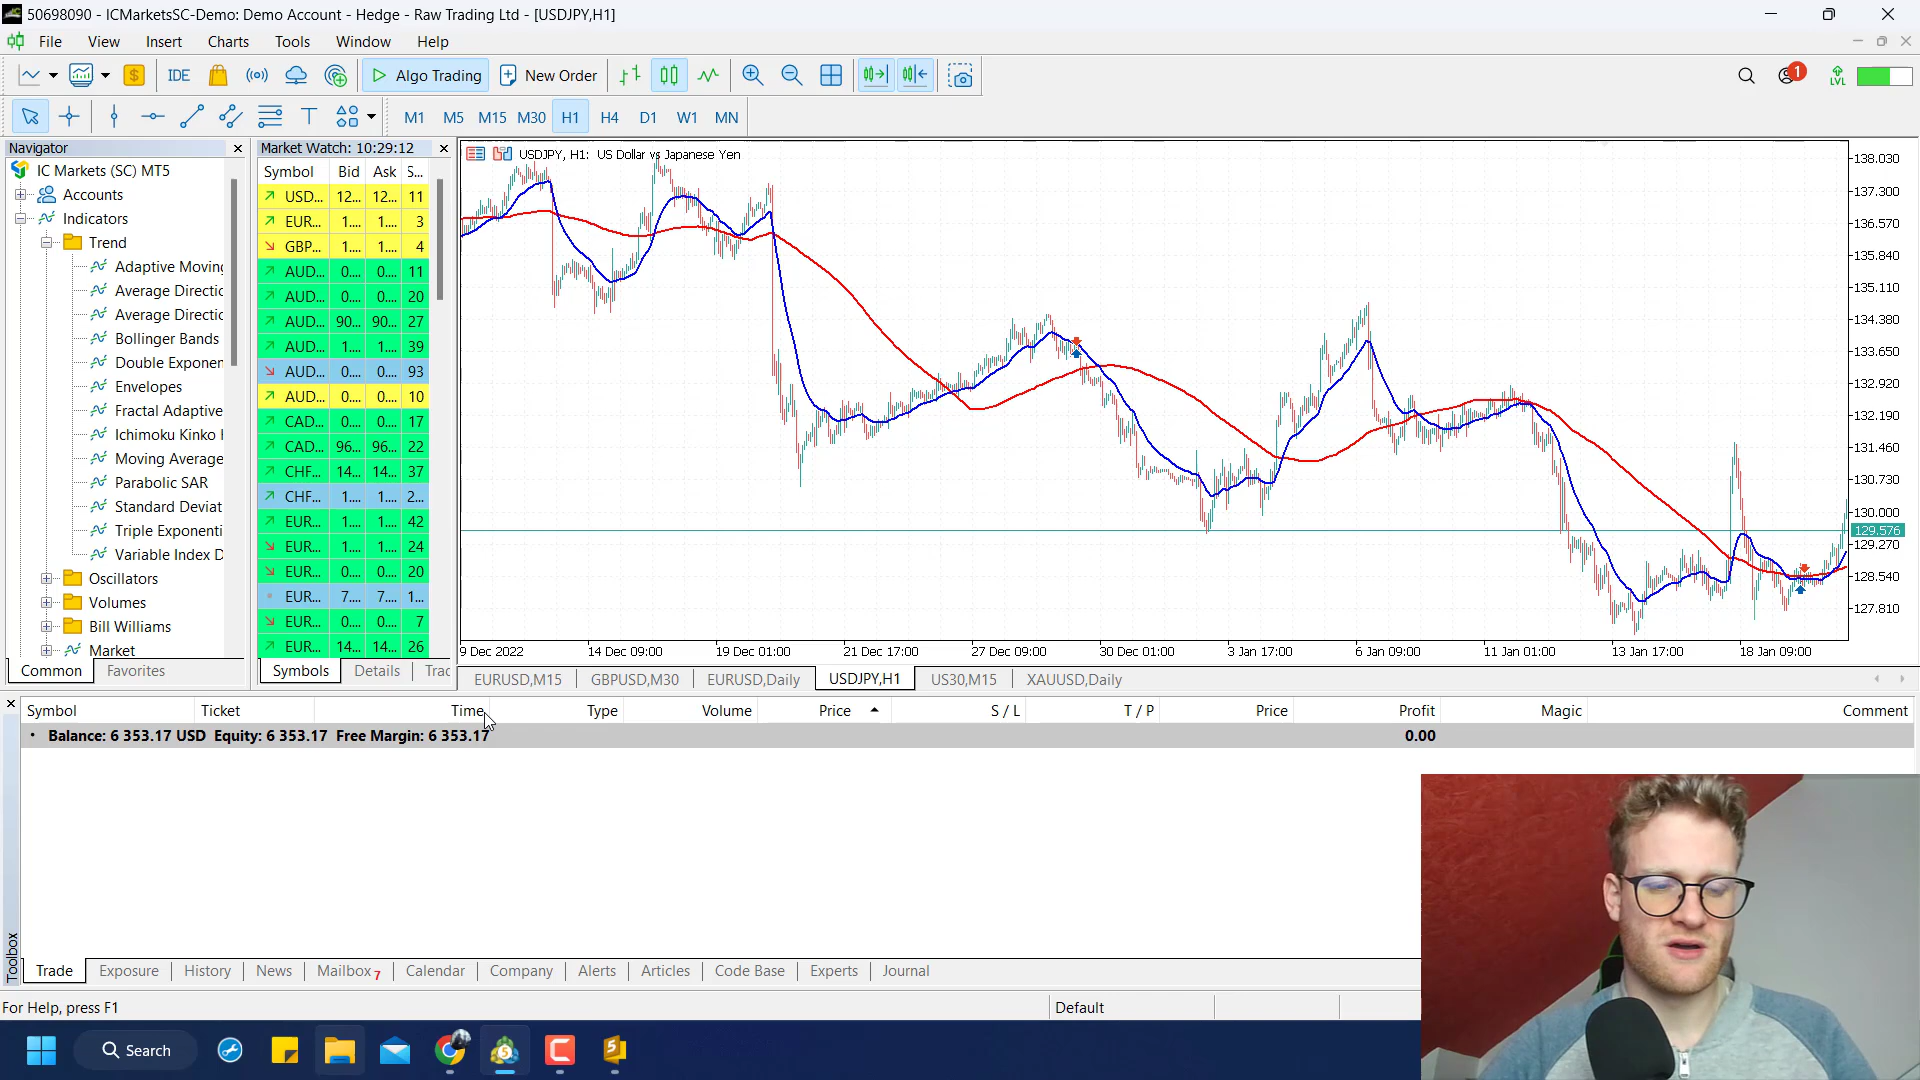 50698090 - ICMarketsSC-Demo: Demo Account - Hedge - Raw Trading Ltd - [USDJPY,H1]
File View Insert Charts Tools Window Help
IDE Algo Trading New Order 1 LVL
M1 M5 M15 M30 H1 H4 D1 W1 MN
Navigator
IC Markets (SC) MT5
Accounts
Indicators
Trend
Adaptive Moving
Average Directic
Average Directic
Bollinger Bands
Double Exponen
Envelopes
Fractal Adaptive
Ichimoku Kinko
Moving Average
Parabolic SAR
Standard Deviat
Triple Exponenti
Variable Index D
Oscillators
Volumes
Bill Williams
Market
Common Favorites
Market Watch: 10:29:12
Symbol Bid Ask S...
USD... 12... 12... 11
EUR... 1.... 1.... 3
GBP... 1.... 1.... 4
AUD... 0.... 0.... 11
AUD... 0.... 0.... 20
AUD... 90... 90... 27
AUD... 1.... 1.... 39
AUD... 0.... 0.... 93
AUD... 0.... 0.... 10
CAD... 0.... 0.... 17
CAD... 96... 96... 22
CHF... 14... 14... 37
CHF... 1.... 1.... 2...
EUR... 1.... 1.... 42
EUR... 1.... 1.... 24
EUR... 0.... 0.... 20
EUR... 7.... 7.... 1...
EUR... 0.... 0.... 7
EUR... 14... 14... 26
Symbols Details Trac
USDJPY, H1: US Dollar vs Japanese Yen
138.030
137.300
136.570
135.840
135.110
134.380
133.650
132.920
132.190
131.460
130.730
130.000
129.576
129.270
128.540
127.810
9 Dec 2022 14 Dec 09:00 19 Dec 01:00 21 Dec 17:00 27 Dec 09:00 30 Dec 01:00 3 Jan 17:00 6 Jan 09:00 11 Jan 01:00 13 Jan 17:00 18 Jan 09:00
EURUSD,M15 GBPUSD,M30 EURUSD,Daily USDJPY,H1 US30,M15 XAUUSD,Daily
Symbol Ticket Time Type Volume Price S / L T / P Price Profit Magic Comment
Balance: 6 353.17 USD Equity: 6 353.17 Free Margin: 6 353.17 0.00
Toolbox
Trade Exposure History News Mailbox 7 Calendar Company Alerts Articles Code Base Experts Journal
For Help, press F1 Default
Search